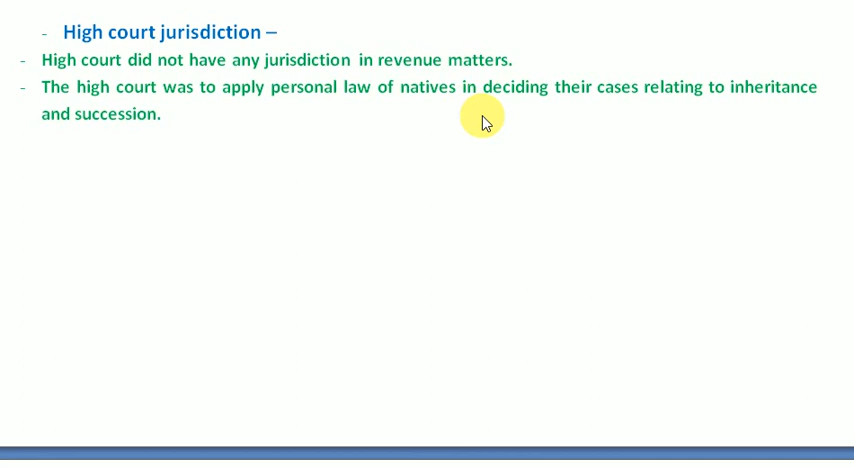 - High court jurisdiction –
- High court did not have any jurisdiction in revenue matters.
- The high court was to apply personal law of natives in deciding their cases relating to inheritance
and succession.